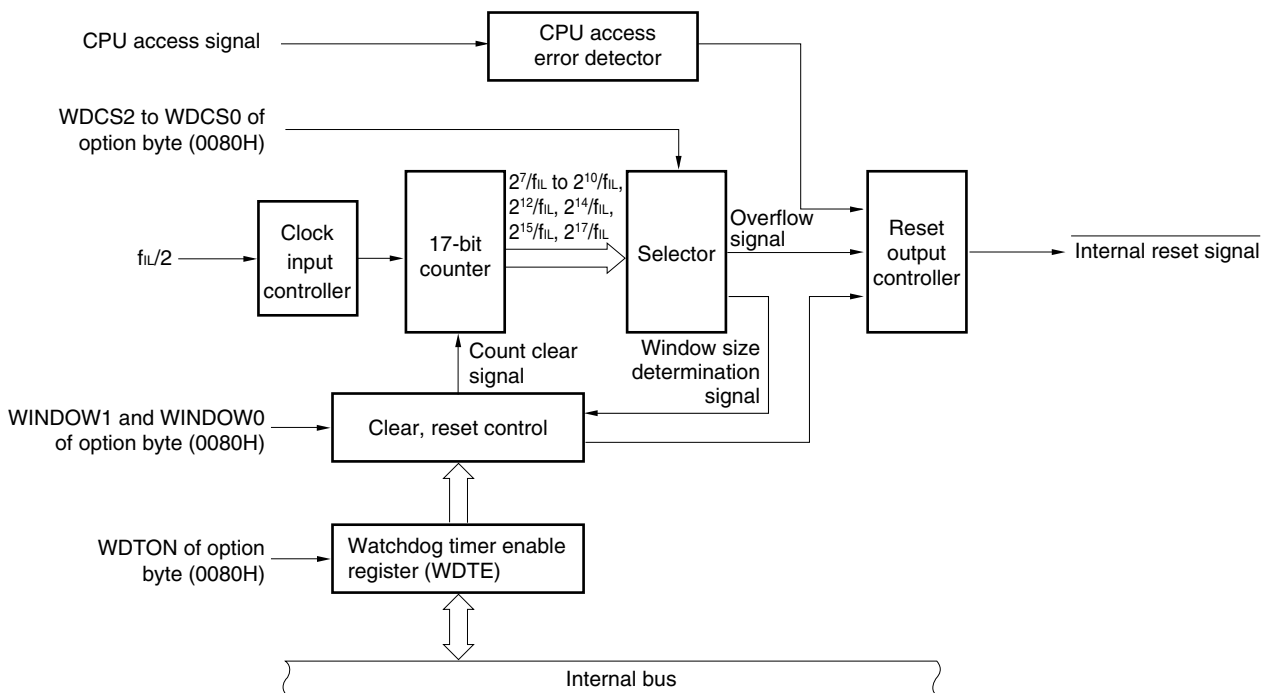 CPU access signal
CPU access
error detector
WDCS2 to WDCS0 of
option byte (0080H)
2⁷/fIL to 2¹⁰/fIL,
2¹²/fIL, 2¹⁴/fIL,
2¹⁵/fIL, 2¹⁷/fIL
fIL/2
Clock
input
controller
17-bit
counter
Selector
Overflow
signal
Reset
output
controller
Internal reset signal
Count clear
signal
Window size
determination
signal
WINDOW1 and WINDOW0
of option byte (0080H)
Clear, reset control
WDTON of option
byte (0080H)
Watchdog timer enable
register (WDTE)
Internal bus